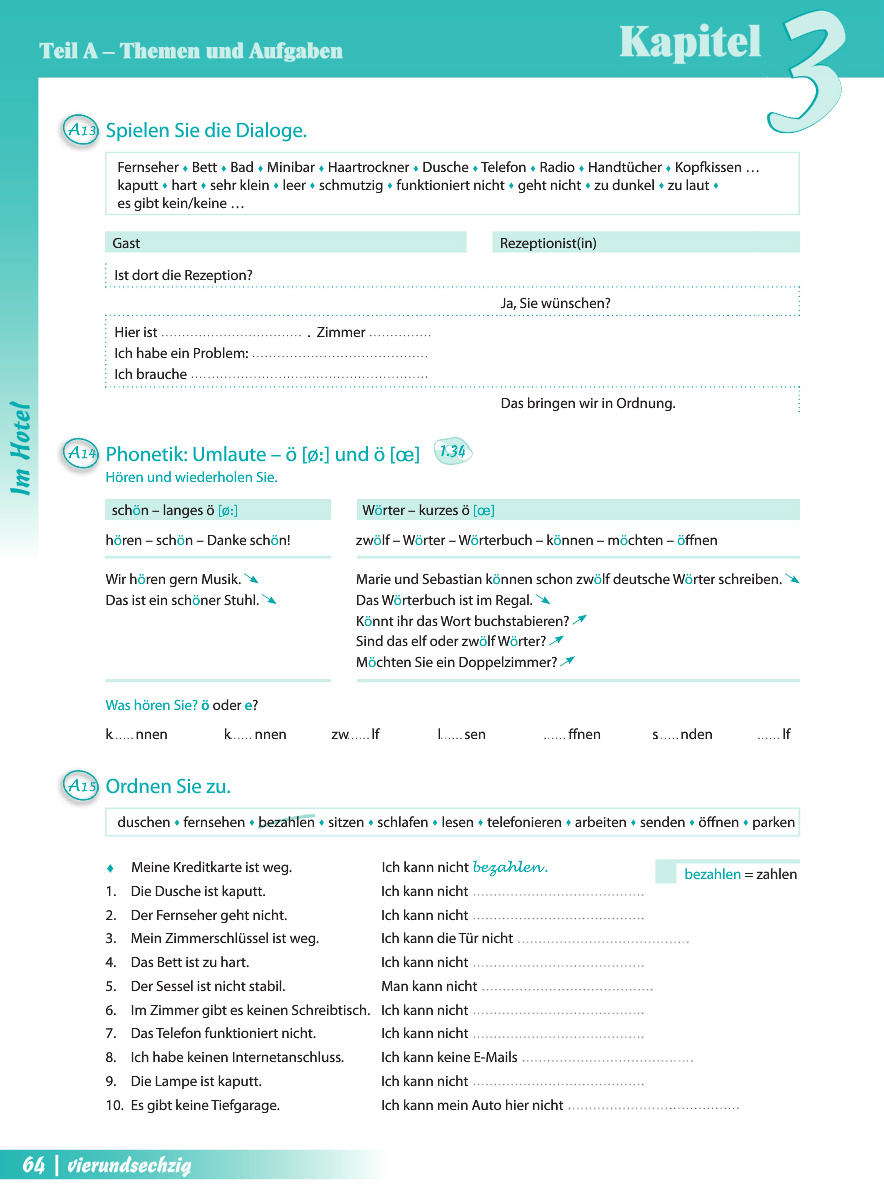 Teil A – Themen und Aufgaben
Kapitel 3
Im Hotel
A13 Spielen Sie die Dialoge.
Fernseher ♦ Bett ♦ Bad ♦ Minibar ♦ Haartrockner ♦ Dusche ♦ Telefon ♦ Radio ♦ Handtücher ♦ Kopfkissen …
kaputt ♦ hart ♦ sehr klein ♦ leer ♦ schmutzig ♦ funktioniert nicht ♦ geht nicht ♦ zu dunkel ♦ zu laut ♦
es gibt kein/keine …
Gast Rezeptionist(in)
Ist dort die Rezeption?
Ja, Sie wünschen?
Hier ist .................................. . Zimmer ...............
Ich habe ein Problem: ...........................................
Ich brauche .........................................................
Das bringen wir in Ordnung.
A14 Phonetik: Umlaute – ö [ø:] und ö [œ] 1.34
Hören und wiederholen Sie.
schön – langes ö [ø:] Wörter – kurzes ö [œ]
hören – schön – Danke schön! zwölf – Wörter – Wörterbuch – können – möchten – öffnen
Wir hören gern Musik. ↘ Marie und Sebastian können schon zwölf deutsche Wörter schreiben. ↘
Das ist ein schöner Stuhl. ↘ Das Wörterbuch ist im Regal. ↘
Könnt ihr das Wort buchstabieren? ↗
Sind das elf oder zwölf Wörter? ↗
Möchten Sie ein Doppelzimmer? ↗
Was hören Sie? ö oder e?
k......nnen k......nnen zw......lf l......sen ......ffnen s......nden ......lf
A15 Ordnen Sie zu.
duschen ♦ fernsehen ♦ bezahlen ♦ sitzen ♦ schlafen ♦ lesen ♦ telefonieren ♦ arbeiten ♦ senden ♦ öffnen ♦ parken
♦ Meine Kreditkarte ist weg. Ich kann nicht bezahlen.
bezahlen = zahlen
1. Die Dusche ist kaputt. Ich kann nicht ..........................................
2. Der Fernseher geht nicht. Ich kann nicht ..........................................
3. Mein Zimmerschlüssel ist weg. Ich kann die Tür nicht ..........................................
4. Das Bett ist zu hart. Ich kann nicht ..........................................
5. Der Sessel ist nicht stabil. Man kann nicht ..........................................
6. Im Zimmer gibt es keinen Schreibtisch. Ich kann nicht ..........................................
7. Das Telefon funktioniert nicht. Ich kann nicht ..........................................
8. Ich habe keinen Internetanschluss. Ich kann keine E-Mails ..........................................
9. Die Lampe ist kaputt. Ich kann nicht ..........................................
10. Es gibt keine Tiefgarage. Ich kann mein Auto hier nicht ..........................................
64 | vierundsechzig